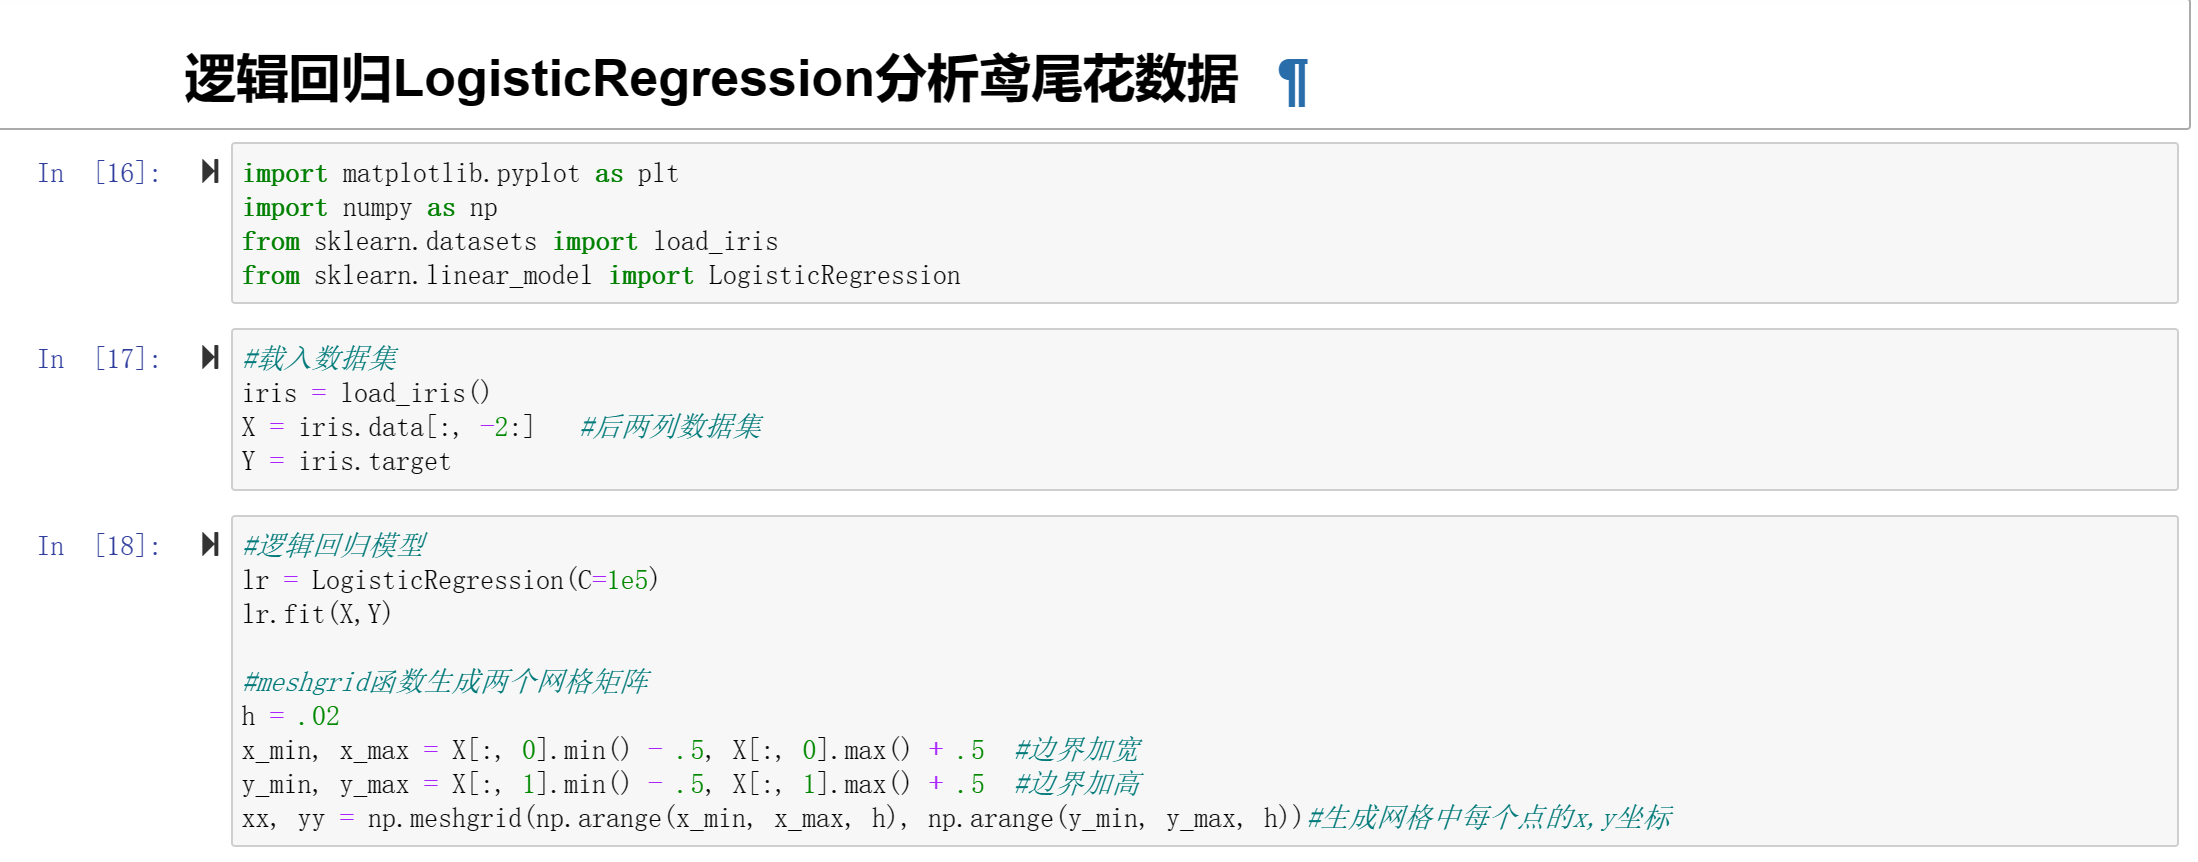 逻辑回归LogisticRegression分析鸢尾花数据 ¶
In [16]:
import matplotlib.pyplot as plt
import numpy as np
from sklearn.datasets import load_iris
from sklearn.linear_model import LogisticRegression
In [17]:
#载入数据集
iris = load_iris()
X = iris.data[:, -2:]   #后两列数据集
Y = iris.target
In [18]:
#逻辑回归模型
lr = LogisticRegression(C=1e5)
lr.fit(X,Y)
#meshgrid函数生成两个网格矩阵
h = .02
x_min, x_max = X[:, 0].min() - .5, X[:, 0].max() + .5  #边界加宽
y_min, y_max = X[:, 1].min() - .5, X[:, 1].max() + .5  #边界加高
xx, yy = np.meshgrid(np.arange(x_min, x_max, h), np.arange(y_min, y_max, h))#生成网格中每个点的x,y坐标